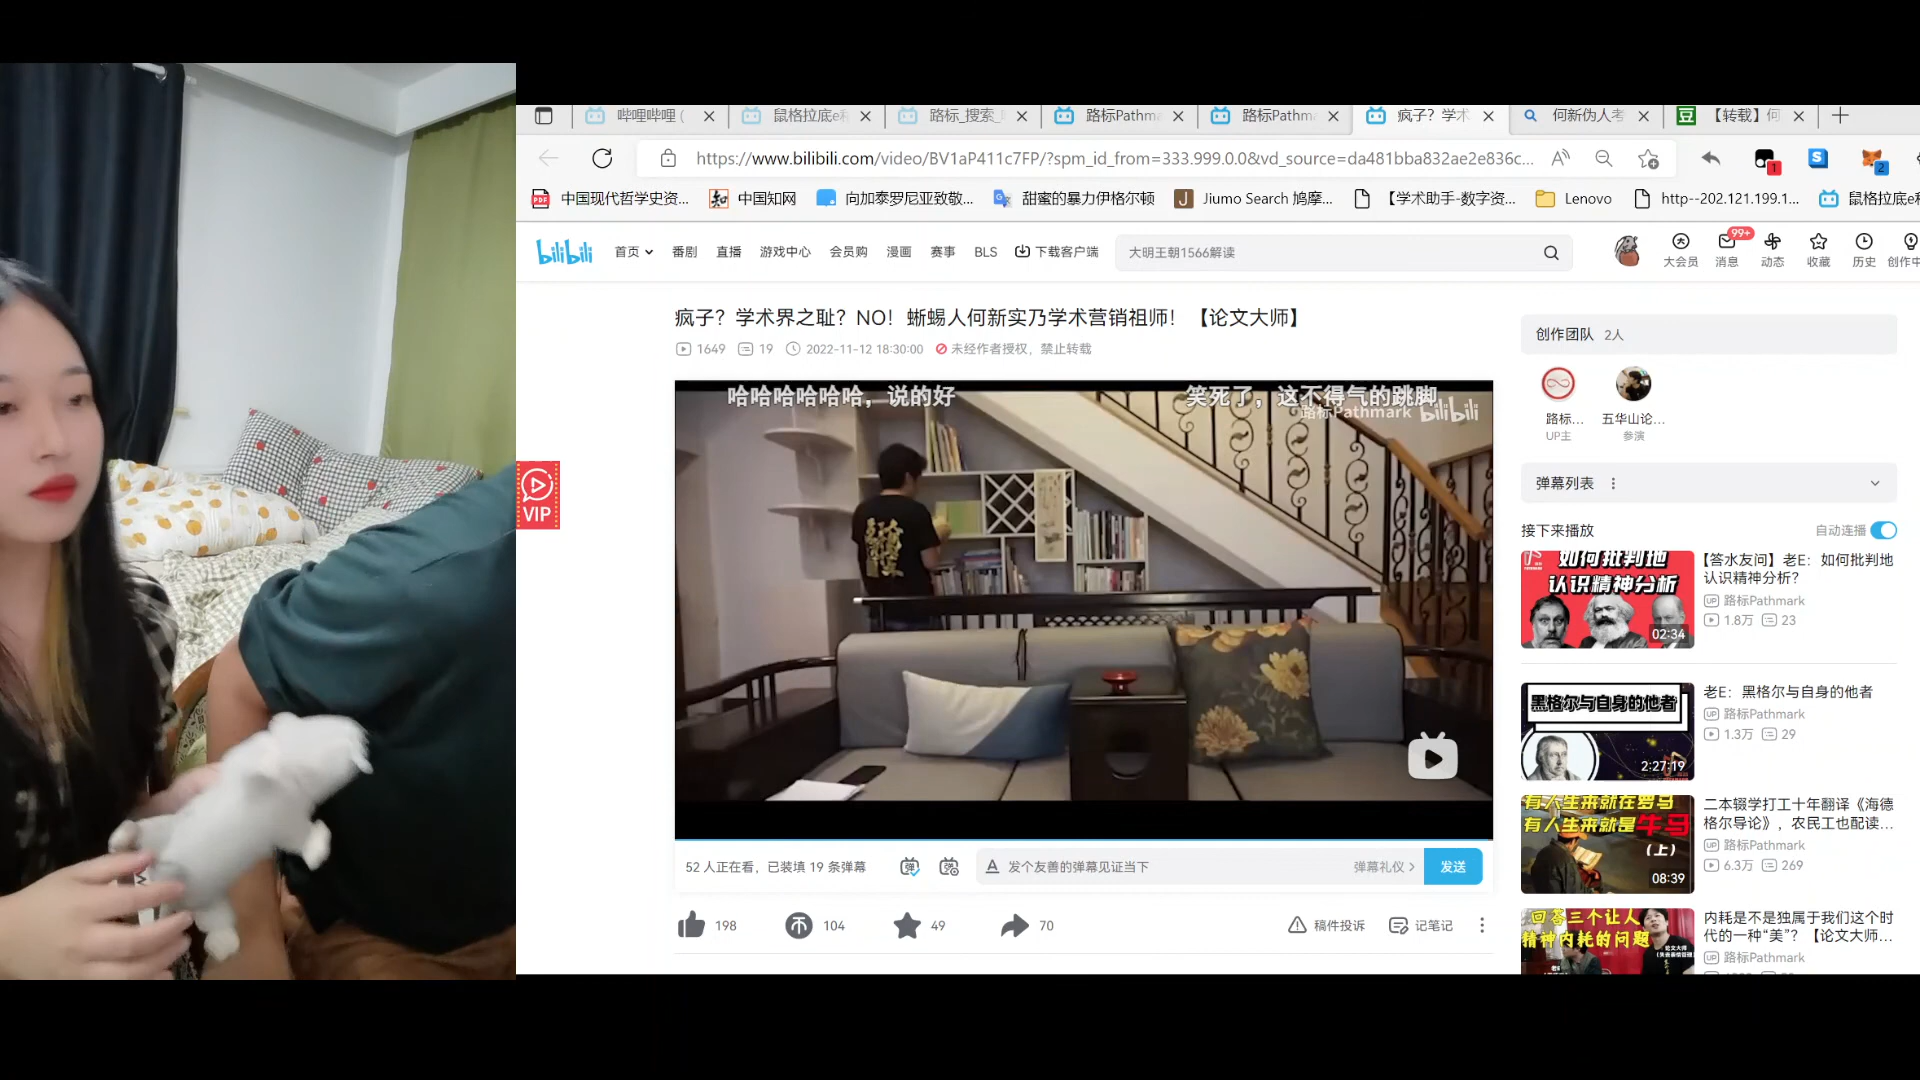 哔哩哔哩 (
鼠格拉底e和
路标_搜索_
路标Pathma
路标Pathm
疯子？学术
何新伪人考
【转载】何
https://www.bilibili.com/video/BV1aP411c7FP/?spm_id_from=333.999.0.0&vd_source=da481bba832ae2e836c...
中国现代哲学史资...
中国知网
向加泰罗尼亚致敬...
甜蜜的暴力伊格尔顿
Jiumo Search 鸠摩...
【学术助手-数字资...
Lenovo
http--202.121.199.1...
鼠格拉底e和
bilibili
首页
番剧
直播
游戏中心
会员购
漫画
赛事
BLS
下载客户端
大明王朝1566解读
99+
大会员
消息
动态
收藏
历史
创作中
疯子？学术界之耻？NO！蜥蜴人何新实乃学术营销祖师！【论文大师】
1649
19
2022-11-12 18:30:00
未经作者授权，禁止转载
哈哈哈哈哈哈，说的好
笑死了，这不得气的跳脚
路标Pathmark bilibili
VIP
52 人正在看，已装填 19 条弹幕
发个友善的弹幕见证当下
弹幕礼仪
发送
198
104
49
70
稿件投诉
记笔记
创作团队 2人
路标...
UP主
五华山论...
参演
弹幕列表
接下来播放
自动连播
如何批判地
认识精神分析
02:34
【答水友问】老E：如何批判地
认识精神分析？
路标Pathmark
1.8万 23
黑格尔与自身的他者
2:27:19
老E：黑格尔与自身的他者
路标Pathmark
1.3万 29
有人生来就在罗马
有人生来就是牛马
(上)
08:39
二本辍学打工十年翻译《海德
格尔导论》，农民工也配读...
路标Pathmark
6.3万 269
回答三个让人
精神内耗的问题
内耗是不是独属于我们这个时
代的一种“美”？【论文大师...
路标Pathmark